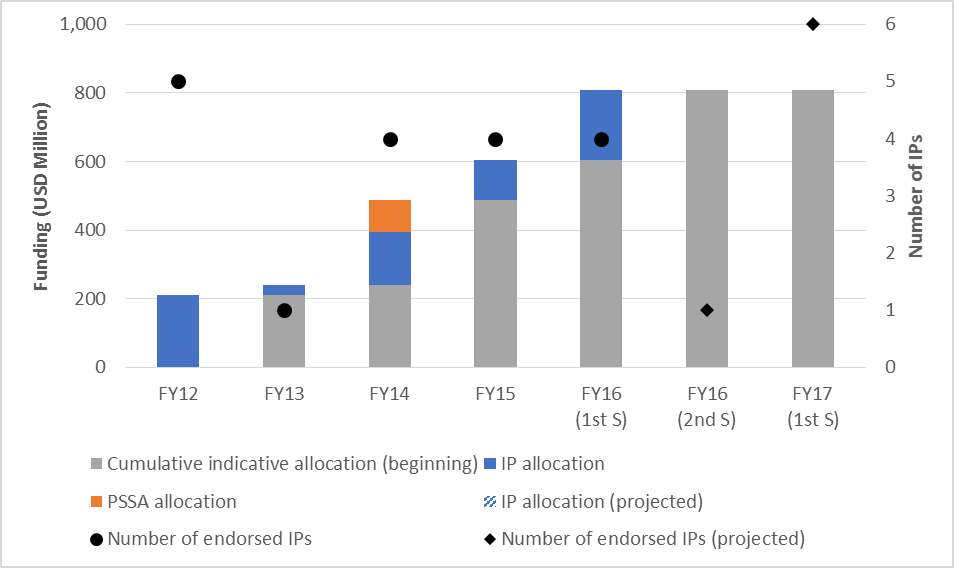 1,000
800
600
400
200
0
Funding (USD Million)
6
5
4
3
2
1
0
Number of IPs
FY12
FY13
FY14
FY15
FY16
(1st S)
FY16
(2nd S)
FY17
(1st S)
Cumulative indicative allocation (beginning)
IP allocation
PSSA allocation
IP allocation (projected)
Number of endorsed IPs
Number of endorsed IPs (projected)